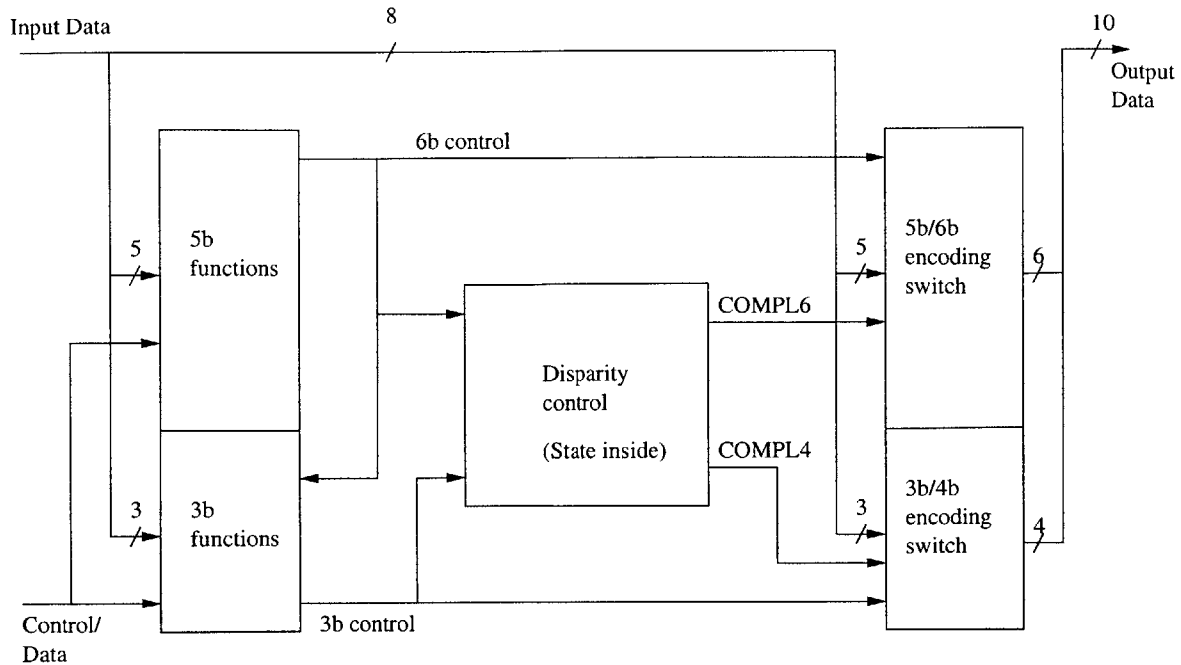 Input Data
8
10
Output
Data
6b control
5
5b
functions
5
5b/6b
encoding
switch
6
COMPL6
Disparity
control
(State inside)
COMPL4
3
3b
functions
3
3b/4b
encoding
switch
4
Control/
Data
3b control